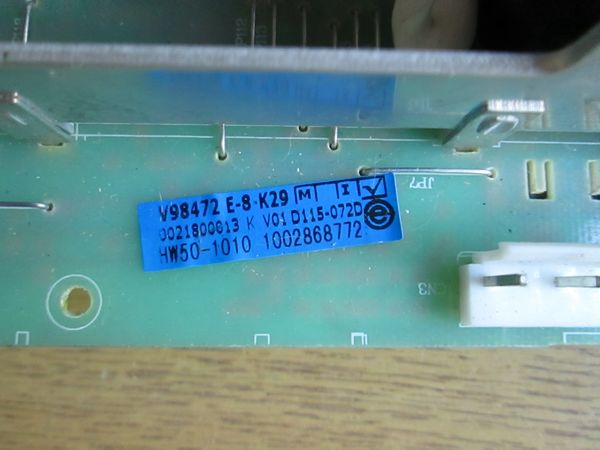 V98472 E-8-K29 M I
0021800013 K V01 D115-072D
HW50-1010 1002868772
JP7
CN3